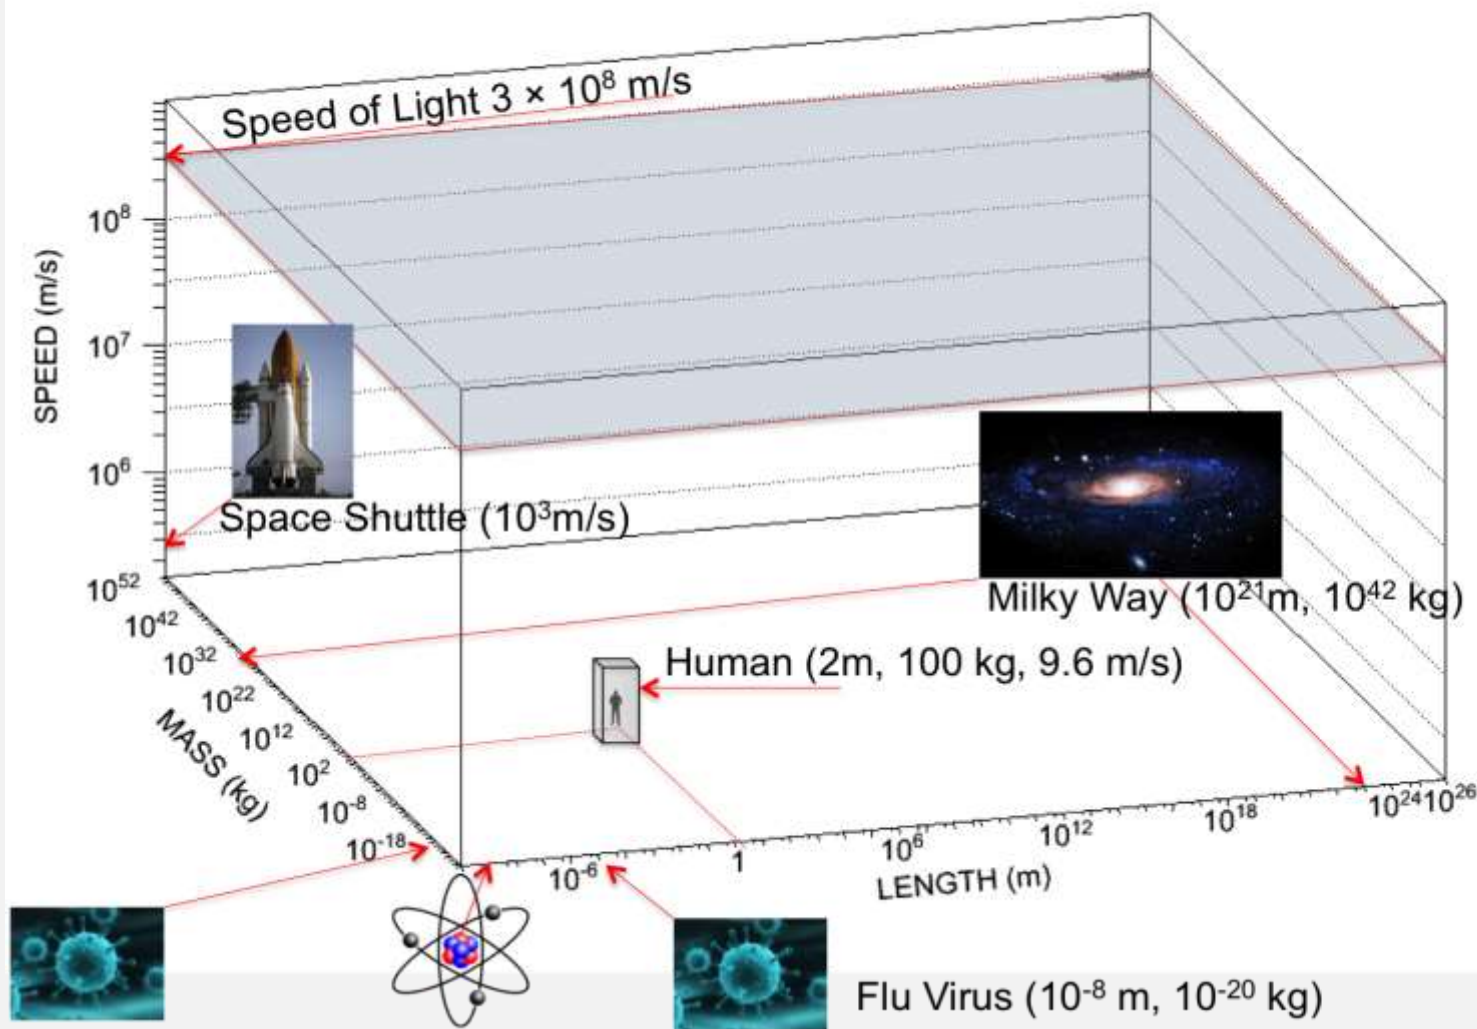 Speed of Light 3 × 10⁸ m/s
10⁸
SPEED (m/s)
10⁷
10⁶
Space Shuttle (10³m/s)
Milky Way (10²¹m, 10⁴² kg)
Human (2m, 100 kg, 9.6 m/s)
10⁵²
10⁴²
10³²
10²²
10¹²
10²
10⁻⁸
10⁻¹⁸
MASS (kg)
10⁻⁶
1
10⁶
10¹²
10¹⁸
10²⁴
10²⁶
LENGTH (m)
Flu Virus (10⁻⁸ m, 10⁻²⁰ kg)